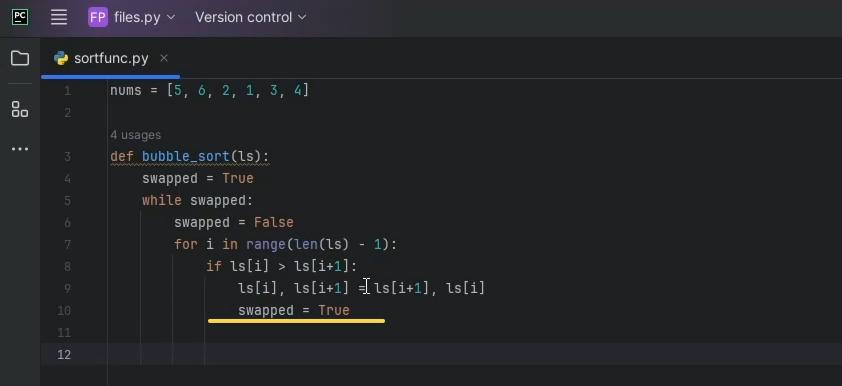 PC FP files.py Version control
sortfunc.py ×
1 nums = [5, 6, 2, 1, 3, 4]
2
4 usages
3 def bubble_sort(ls):
4 swapped = True
5 while swapped:
6 swapped = False
7 for i in range(len(ls) - 1):
8 if ls[i] > ls[i+1]:
9 ls[i], ls[i+1] = ls[i+1], ls[i]
10 swapped = True
11
12